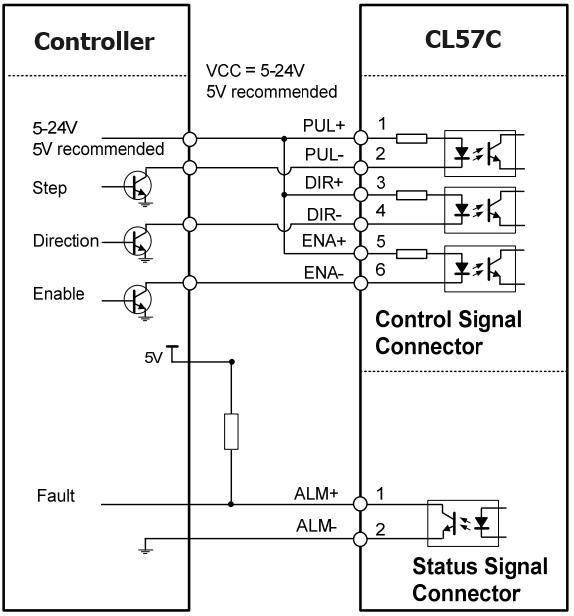 Controller
CL57C
VCC = 5-24V
5V recommended
5-24V
5V recommended
PUL+
1
PUL-
2
Step
DIR+
3
DIR-
4
Direction
ENA+
5
ENA-
6
Enable
Control Signal
Connector
5V
Fault
ALM+
1
ALM-
2
Status Signal
Connector